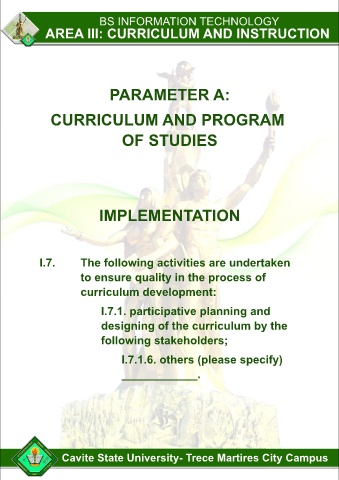 BS INFORMATION TECHNOLOGY
AREA III: CURRICULUM AND INSTRUCTION
PARAMETER A:
CURRICULUM AND PROGRAM
OF STUDIES
IMPLEMENTATION
I.7. The following activities are undertaken
to ensure quality in the process of
curriculum development:
I.7.1. participative planning and
designing of the curriculum by the
following stakeholders;
I.7.1.6. others (please specify)
____________.
Cavite State University- Trece Martires City Campus